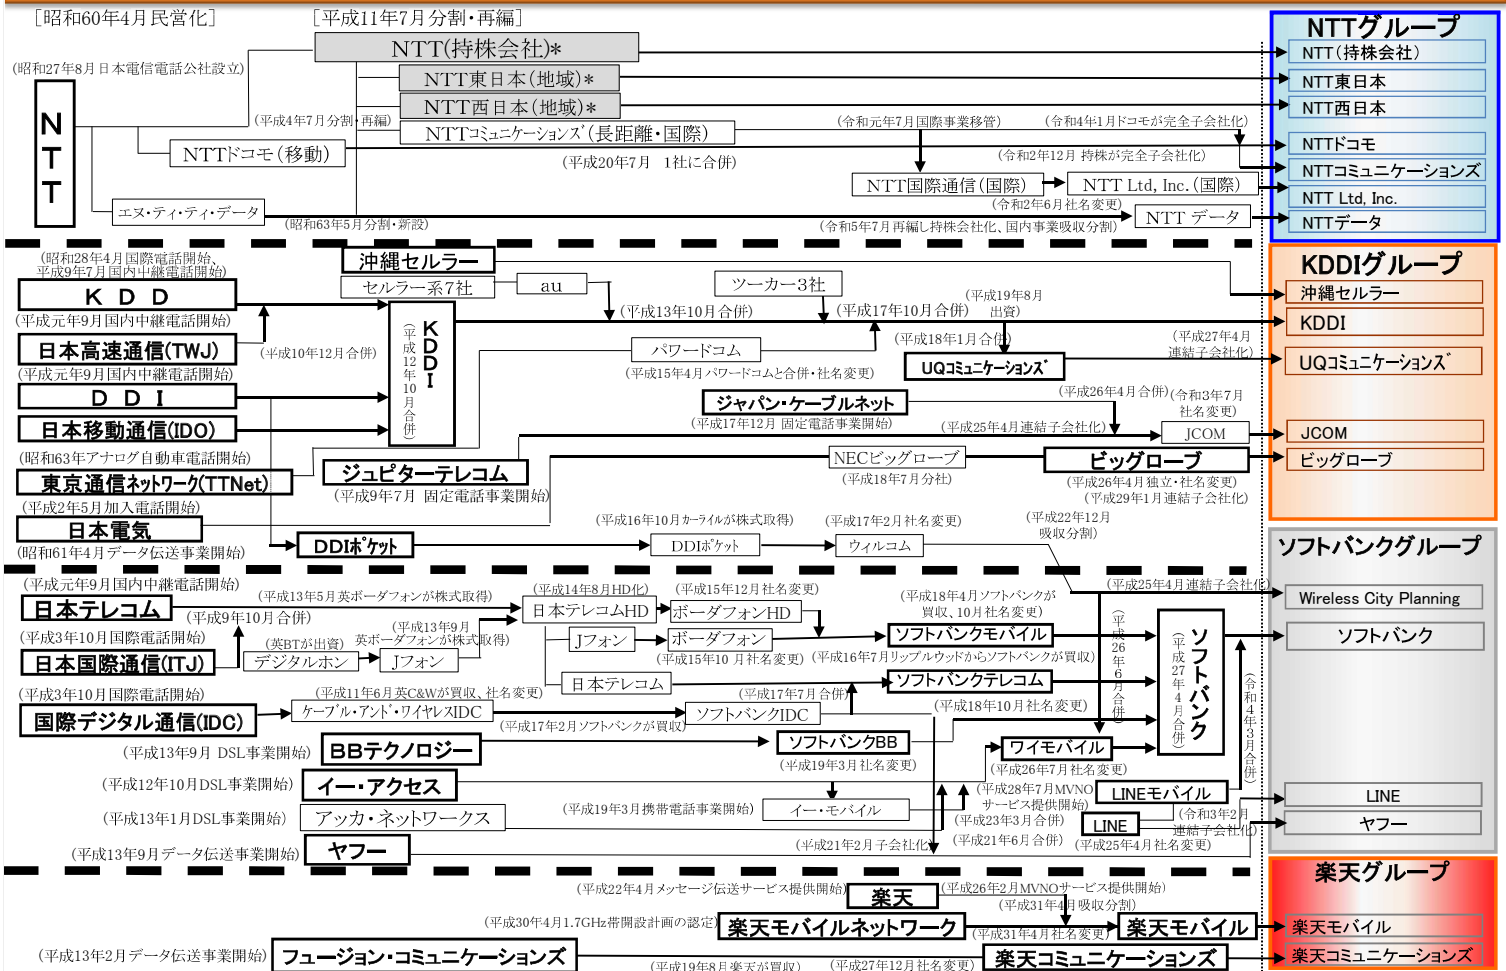 ［昭和60年4月民営化］
［平成11年7月分割・再編］
NTTグループ
NTT(持株会社)*
NTT（持株会社）
(昭和27年8月日本電信電話公社設立)
NTT東日本（地域）*
NTT東日本
NTT西日本（地域）*
NTT西日本
NTT
(平成4年7月分割・再編)
NTTコミュニケーションズ（長距離・国際）
(令和元年7月国際事業移管)
(令和4年1月ドコモが完全子会社化)
NTTドコモ（移動）
(平成20年7月　1社に合併)
(令和2年12月 持株が完全子会社化)
NTTドコモ
NTTコミュニケーションズ
NTT国際通信（国際）
NTT Ltd, Inc.（国際）
NTT Ltd, Inc.
(令和2年6月社名変更)
エヌ・ティ・ティ・データ
(昭和63年5月分割・新設)
(令和5年7月再編し持株会社化、国内事業吸収分割)
NTT データ
NTTデータ
(昭和28年4月国際電話開始、
平成9年7月国内中継電話開始)
沖縄セルラー
KDDIグループ
セルラー系7社
au
ツーカー3社
沖縄セルラー
KDD
(平成元年9月国内中継電話開始)
KDDI
(平成12年10月合併)
(平成13年10月合併)
(平成17年10月合併)
(平成19年8月
出資)
KDDI
日本高速通信(TWJ)
(平成10年12月合併)
パワードコム
(平成18年1月合併)
(平成27年4月
連結子会社化)
UQコミュニケーションズ
UQコミュニケーションズ
(平成元年9月国内中継電話開始)
(平成15年4月パワードコムと合併・社名変更)
DDI
ジャパン・ケーブルネット
(平成26年4月合併)
(令和3年7月
社名変更)
(平成17年12月 固定電話事業開始)
日本移動通信(IDO)
(平成25年4月連結子会社化)
JCOM
JCOM
(昭和63年アナログ自動車電話開始)
ジュピターテレコム
NECビッグローブ
ビッグローブ
ビッグローブ
東京通信ネットワーク(TTNet)
(平成9年7月 固定電話事業開始)
(平成18年7月分社)
(平成26年4月独立・社名変更)
(平成29年1月連結子会社化)
(平成2年5月加入電話開始)
日本電気
(平成16年10月カーライルが株式取得)
(平成17年2月社名変更)
(平成22年12月
吸収分割)
(昭和61年4月データ伝送事業開始)
DDIポケット
DDIポケット
ウィルコム
ソフトバンクグループ
(平成元年9月国内中継電話開始)
(平成25年4月連結子会社化)
(平成13年5月英ボーダフォンが株式取得)
(平成14年8月HD化)
(平成15年12月社名変更)
(平成18年4月ソフトバンクが
買収、10月社名変更)
Wireless City Planning
日本テレコム
(平成9年10月合併)
日本テレコムHD
ボーダフォンHD
(平成3年10月国際電話開始)
(英BTが出資)
(平成13年9月
英ボーダフォンが株式取得)
Jフォン
ボーダフォン
ソフトバンクモバイル
(平成26年6月合併)
ソフトバンク
(平成27年4月合併)
ソフトバンク
日本国際通信(ITJ)
デジタルホン
Jフォン
(平成15年10 月社名変更)
(平成16年7月リップルウッドからソフトバンクが買収)
日本テレコム
ソフトバンクテレコム
(平成3年10月国際電話開始)
(平成11年6月英C&Wが買収、社名変更)
(平成17年7月合併)
国際デジタル通信(IDC)
ケーブル・アンド・ワイヤレスIDC
ソフトバンクIDC
(平成18年10月社名変更)
(令和4年3月合併)
(平成17年2月ソフトバンクが買収)
(平成13年9月 DSL事業開始)
BBテクノロジー
ソフトバンクBB
ワイモバイル
(平成19年3月社名変更)
(平成26年7月社名変更)
(平成12年10月DSL事業開始)
イー・アクセス
(平成28年7月MVNO
サービス提供開始)
LINEモバイル
LINE
(平成19年3月携帯電話事業開始)
イー・モバイル
(平成13年1月DSL事業開始)
アッカ・ネットワークス
(平成23年3月合併)
LINE
(令和3年2月
連結子会社化)
ヤフー
(平成21年6月合併)
(平成25年4月社名変更)
(平成21年2月子会社化)
(平成13年9月データ伝送事業開始)
ヤフー
楽天グループ
(平成22年4月メッセージ伝送サービス提供開始)
楽天
(平成26年2月MVNOサービス提供開始)
(平成31年4月吸収分割)
(平成30年4月1.7GHz帯開設計画の認定)
楽天モバイルネットワーク
(平成31年4月社名変更)
楽天モバイル
楽天モバイル
(平成13年2月データ伝送事業開始)
フュージョン・コミュニケーションズ
(平成19年8月楽天が買収)
(平成27年12月社名変更)
楽天コミュニケーションズ
楽天コミュニケーションズ